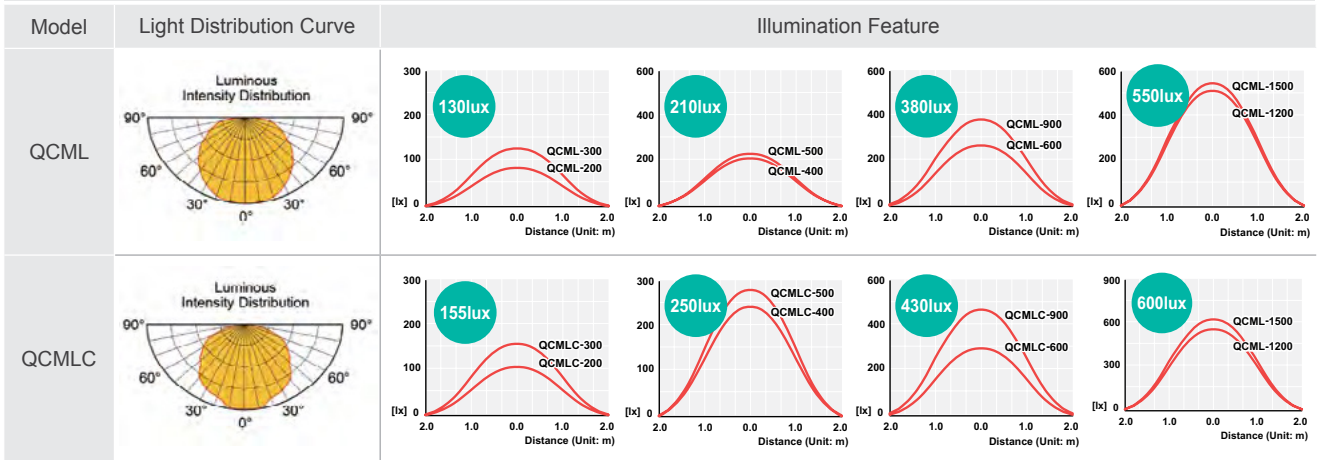 Model
Light Distribution Curve
Illumination Feature
QCML
Luminous
Intensity Distribution
90°
90°
60°
60°
30°
30°
0°
300
200
100
[lx] 0
130lux
QCML-300
QCML-200
2.0 1.0 0.0 1.0 2.0
Distance (Unit: m)
600
400
200
[lx] 0
210lux
QCML-500
QCML-400
2.0 1.0 0.0 1.0 2.0
Distance (Unit: m)
600
400
200
[lx] 0
380lux
QCML-900
QCML-600
2.0 1.0 0.0 1.0 2.0
Distance (Unit: m)
600
400
200
[lx] 0
550lux
QCML-1500
QCML-1200
2.0 1.0 0.0 1.0 2.0
Distance (Unit: m)
QCMLC
Luminous
Intensity Distribution
90°
90°
60°
60°
30°
30°
0°
300
200
100
[lx] 0
155lux
QCMLC-300
QCMLC-200
2.0 1.0 0.0 1.0 2.0
Distance (Unit: m)
300
200
100
[lx] 0
250lux
QCMLC-500
QCMLC-400
2.0 1.0 0.0 1.0 2.0
Distance (Unit: m)
600
400
200
[lx] 0
430lux
QCMLC-900
QCMLC-600
2.0 1.0 0.0 1.0 2.0
Distance (Unit: m)
900
600
300
[lx] 0
600lux
QCML-1500
QCML-1200
2.0 1.0 0.0 1.0 2.0
Distance (Unit: m)